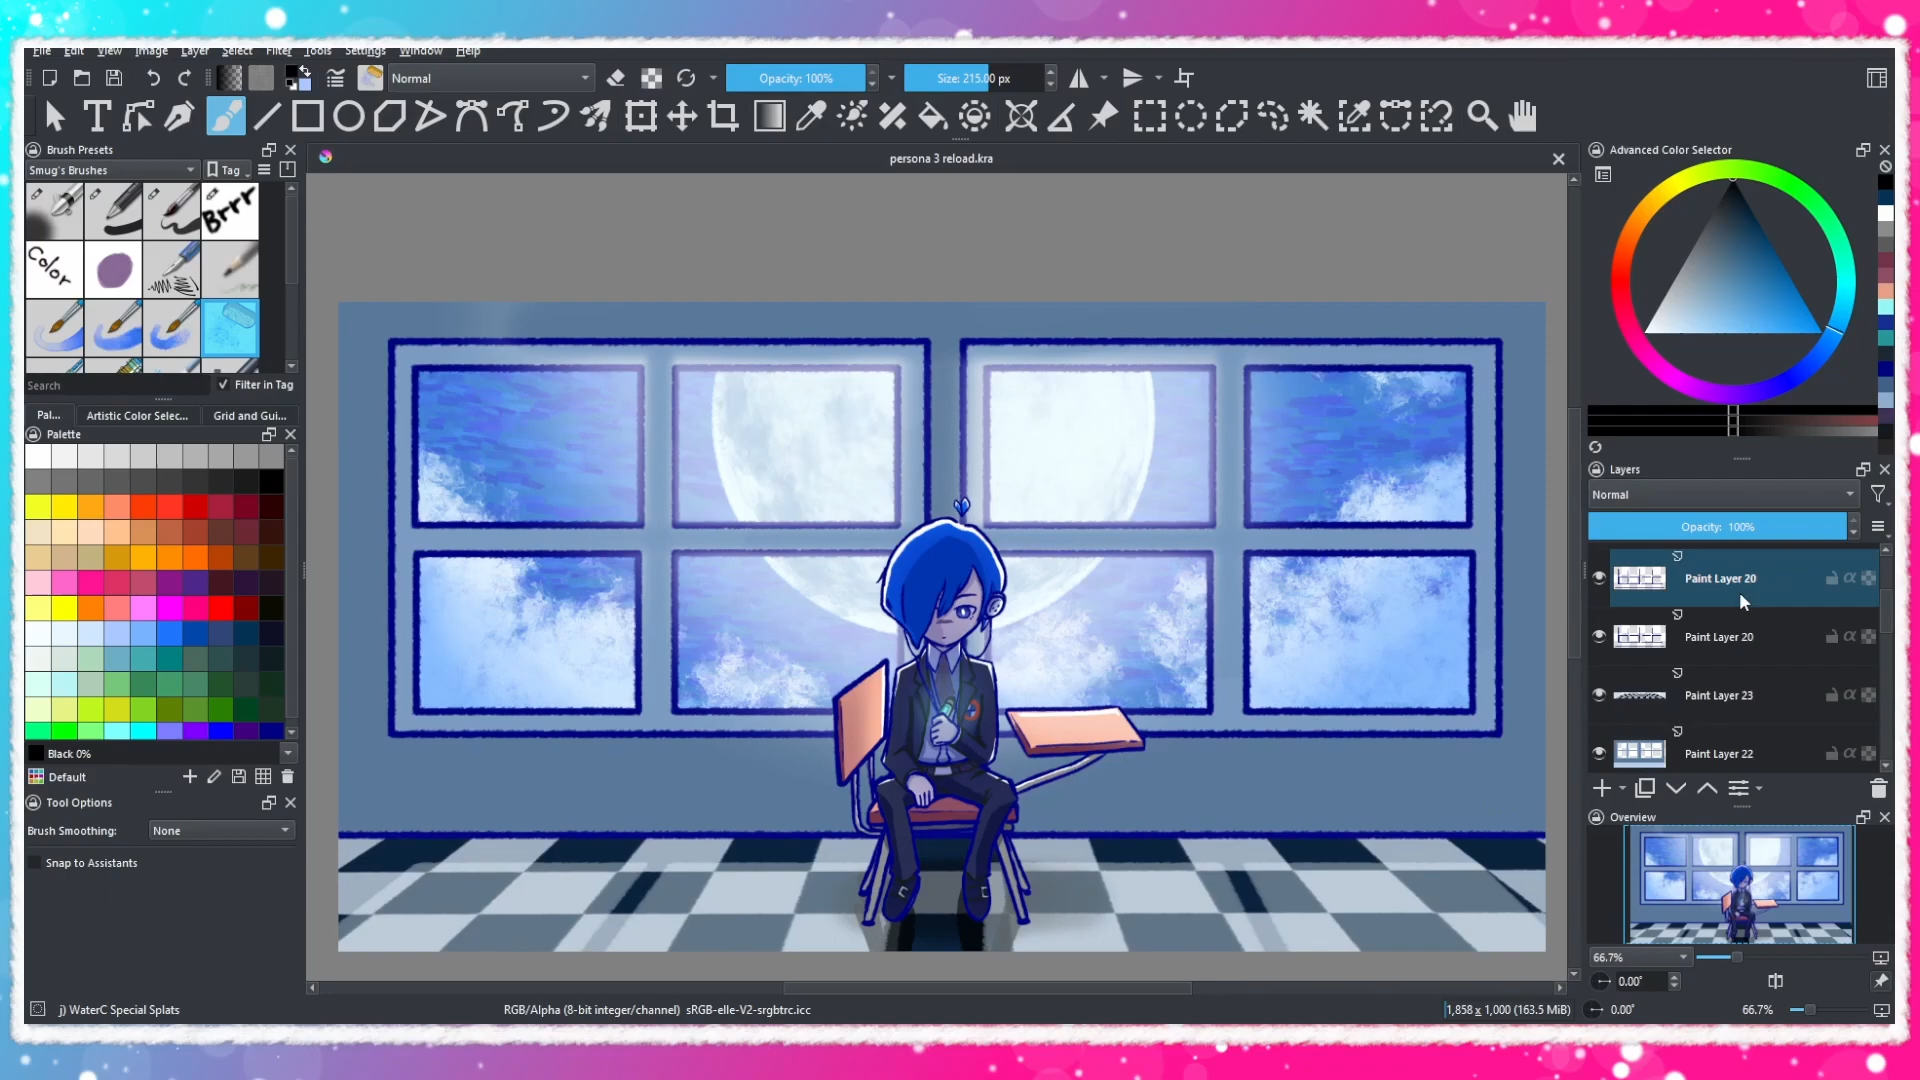 File Edit View Image Layer Select Filter Tools Settings Window Help
Normal
Opacity: 100%
Size: 215.00 px
Brush Presets
Smug's Brushes
Tag
Brrr
Color
Search
Filter in Tag
Pal...
Artistic Color Selec...
Grid and Gui...
Palette
Black 0%
Default
Tool Options
Brush Smoothing:
None
Snap to Assistants
j) WaterC Special Splats
persona 3 reload.kra
RGB/Alpha (8-bit integer/channel) sRGB-elle-V2-srgbtrc.icc
1,858 x 1,000 (163.5 MiB)
Advanced Color Selector
Layers
Normal
Opacity: 100%
Paint Layer 20
Paint Layer 20
Paint Layer 23
Paint Layer 22
Overview
66.7%
0.00°
0.00°
66.7%